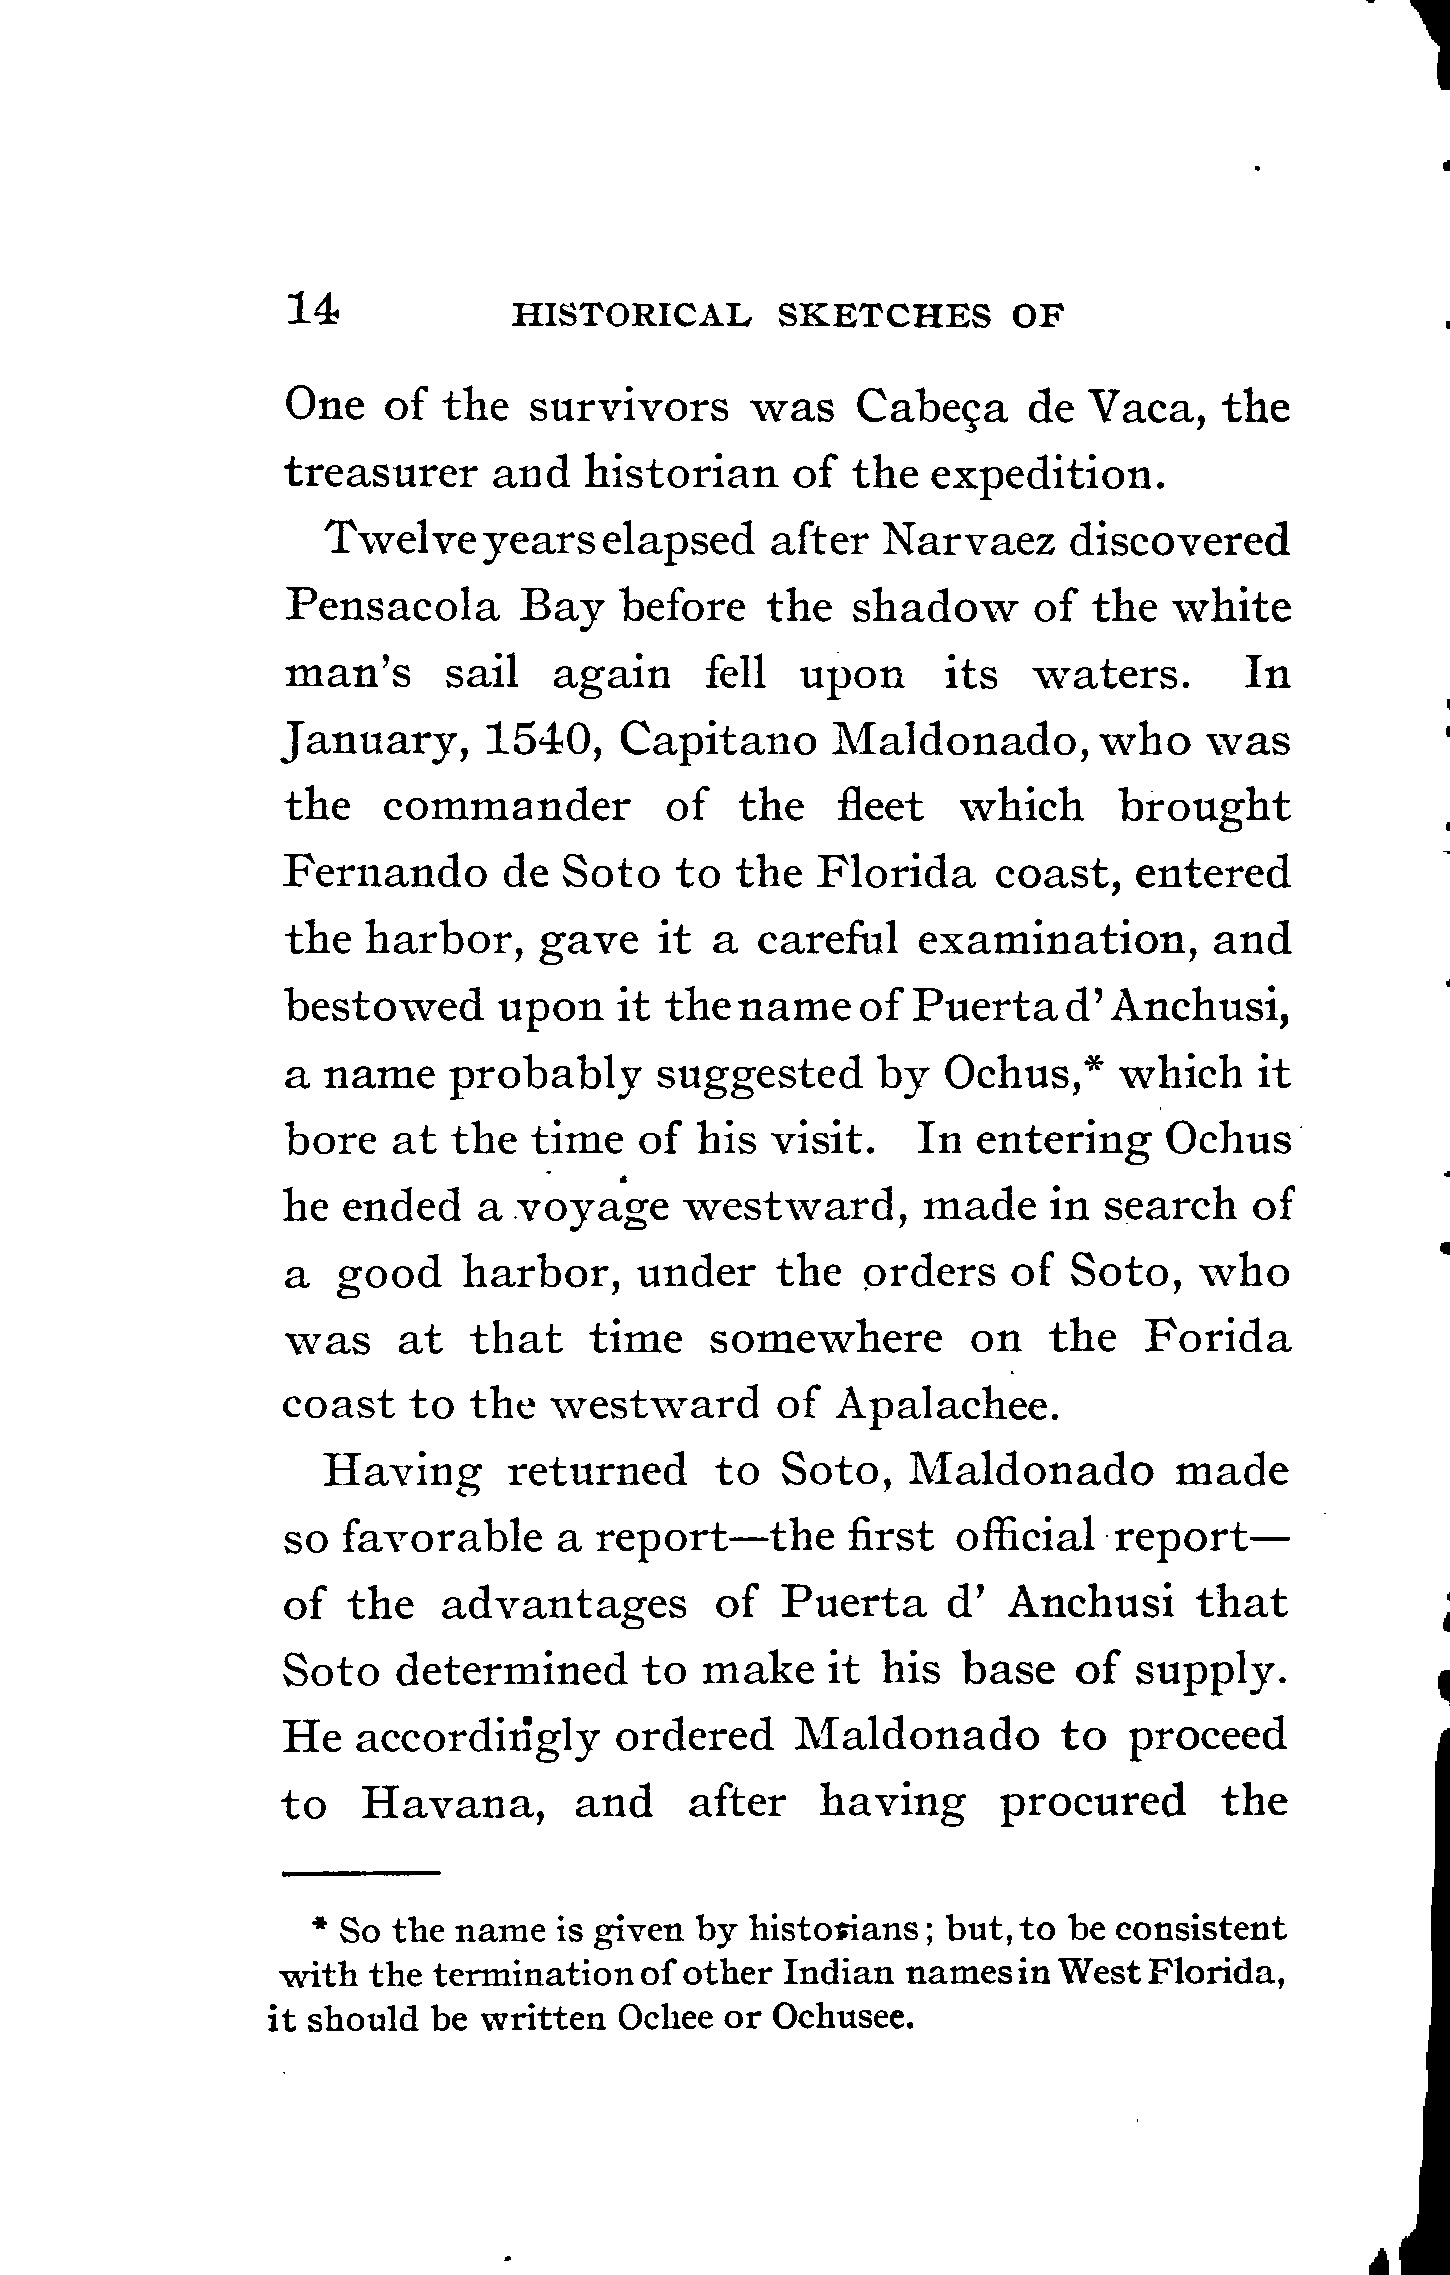 14 HISTORICAL SKETCHES OF
One of the survivors was Cabeça de Vaca, the
treasurer and historian of the expedition.
Twelve years elapsed after Narvaez discovered
Pensacola Bay before the shadow of the white
man's sail again fell upon its waters. In
January, 1540, Capitano Maldonado, who was
the commander of the fleet which brought
Fernando de Soto to the Florida coast, entered
the harbor, gave it a careful examination, and
bestowed upon it the name of Puerta d' Anchusi,
a name probably suggested by Ochus,* which it
bore at the time of his visit. In entering Ochus
he ended a voyage westward, made in search of
a good harbor, under the orders of Soto, who
was at that time somewhere on the Forida
coast to the westward of Apalachee.
Having returned to Soto, Maldonado made
so favorable a report—the first official report—
of the advantages of Puerta d' Anchusi that
Soto determined to make it his base of supply.
He accordingly ordered Maldonado to proceed
to Havana, and after having procured the
* So the name is given by historians; but, to be consistent
with the termination of other Indian names in West Florida,
it should be written Ochee or Ochusee.